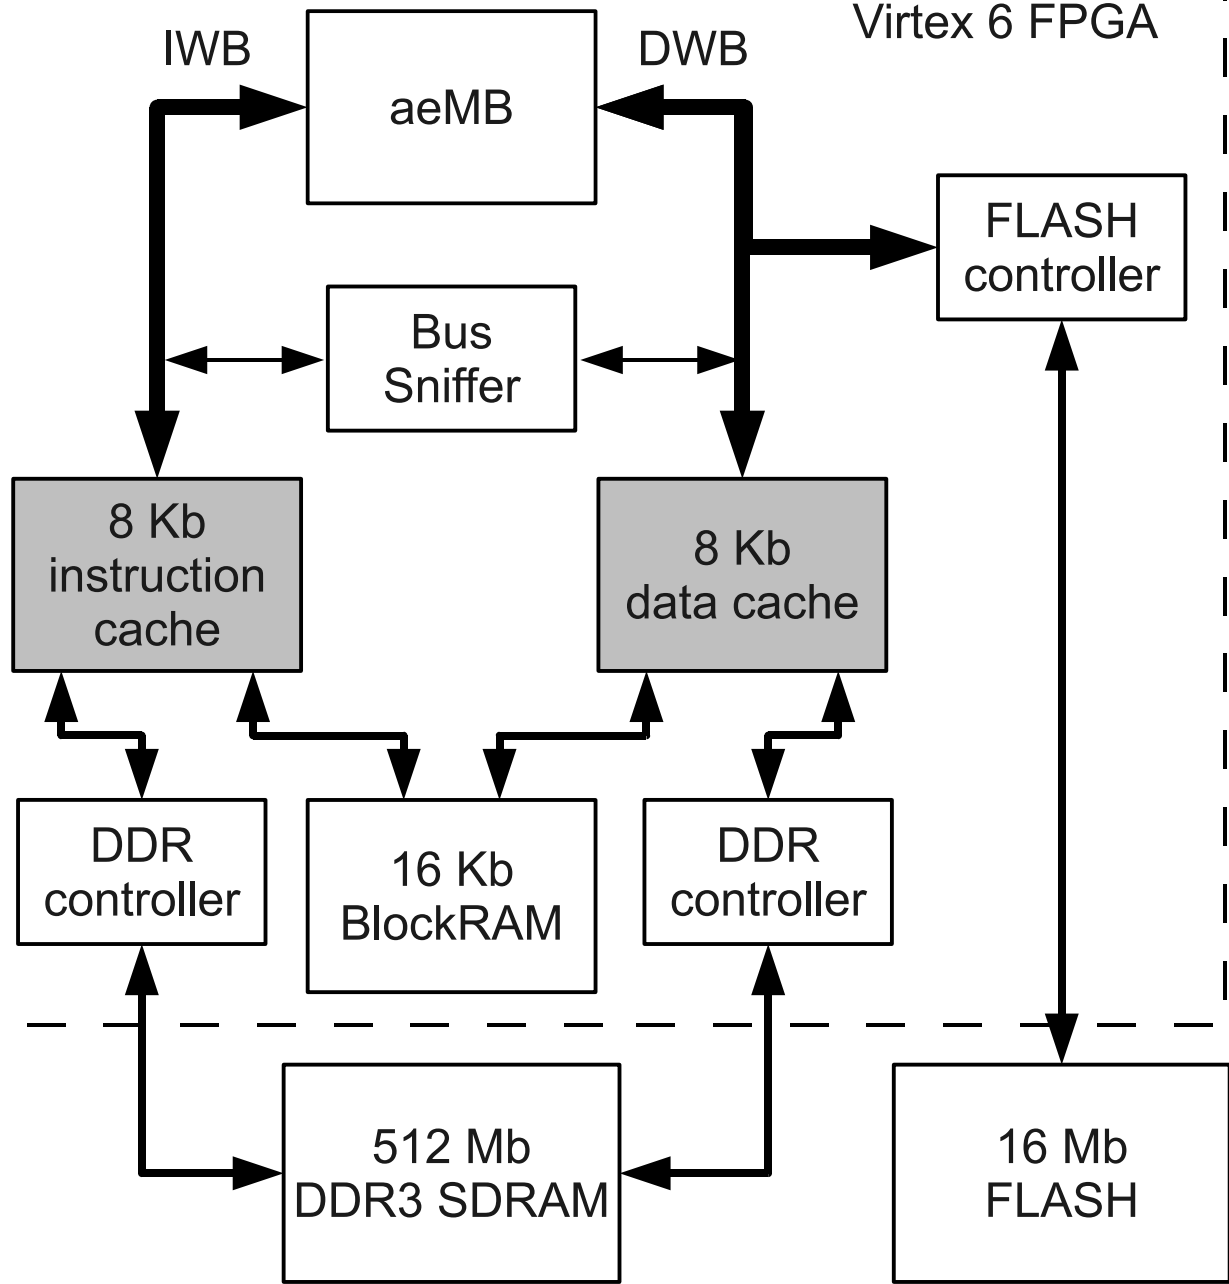 Virtex 6 FPGA
IWB
DWB
aeMB
FLASH
controller
Bus
Sniffer
8 Kb
instruction
cache
8 Kb
data cache
DDR
controller
16 Kb
BlockRAM
DDR
controller
512 Mb
DDR3 SDRAM
16 Mb
FLASH